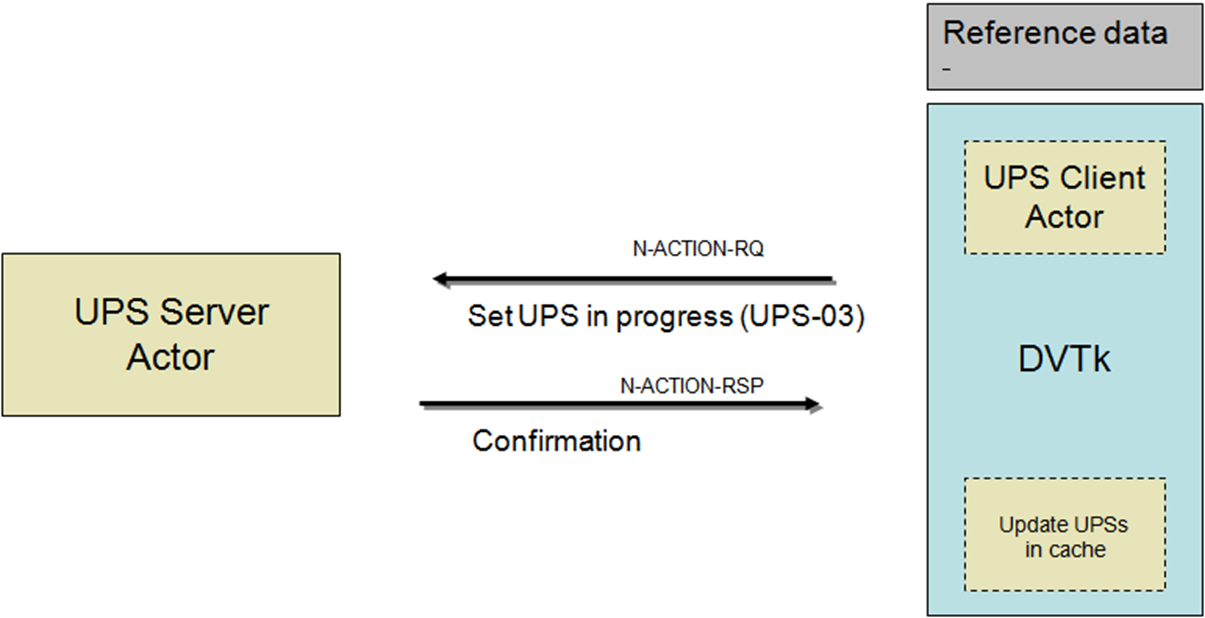 Reference data
-
UPS Client
Actor
N-ACTION-RQ
Set UPS in progress (UPS-03)
UPS Server
Actor
DVTk
N-ACTION-RSP
Confirmation
Update UPSs
in cache